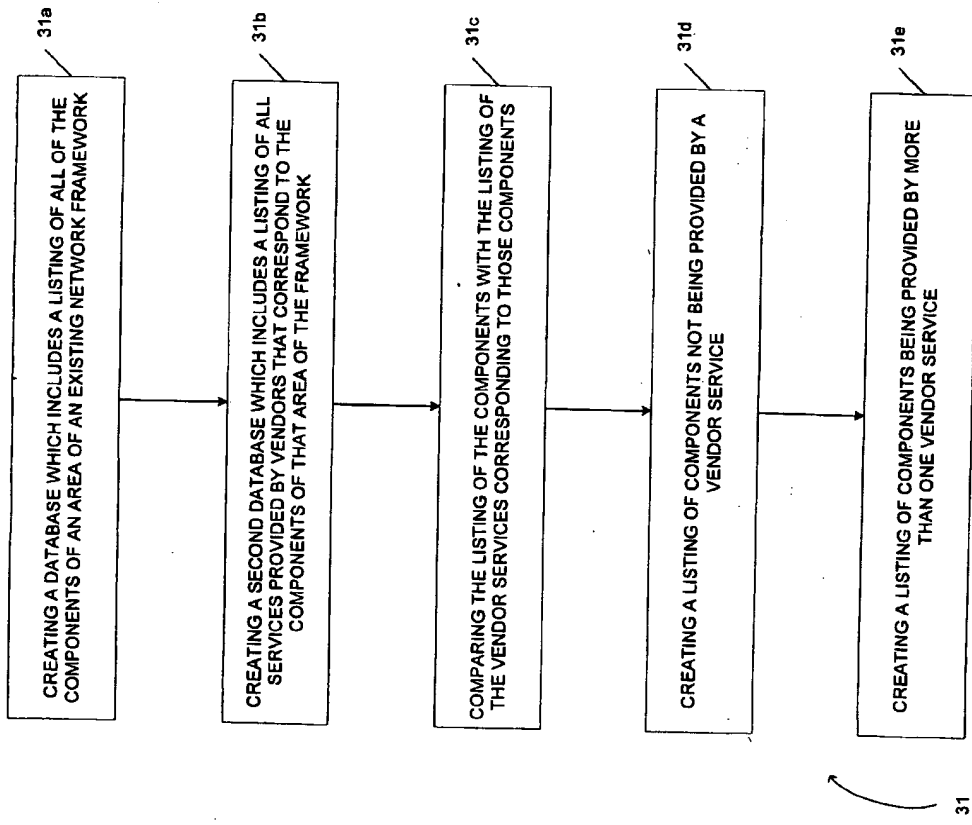 31a
CREATING A DATABASE WHICH INCLUDES A LISTING OF ALL OF THE
COMPONENTS OF AN AREA OF AN EXISTING NETWORK FRAMEWORK
31b
CREATING A SECOND DATABASE WHICH INCLUDES A LISTING OF ALL
SERVICES PROVIDED BY VENDORS THAT CORRESPOND TO THE
COMPONENTS OF THAT AREA OF THE FRAMEWORK
31c
COMPARING THE LISTING OF THE COMPONENTS WITH THE LISTING OF
THE VENDOR SERVICES CORRESPONDING TO THOSE COMPONENTS
31d
CREATING A LISTING OF COMPONENTS NOT BEING PROVIDED BY A
VENDOR SERVICE
31e
CREATING A LISTING OF COMPONENTS BEING PROVIDED BY MORE
THAN ONE VENDOR SERVICE
31